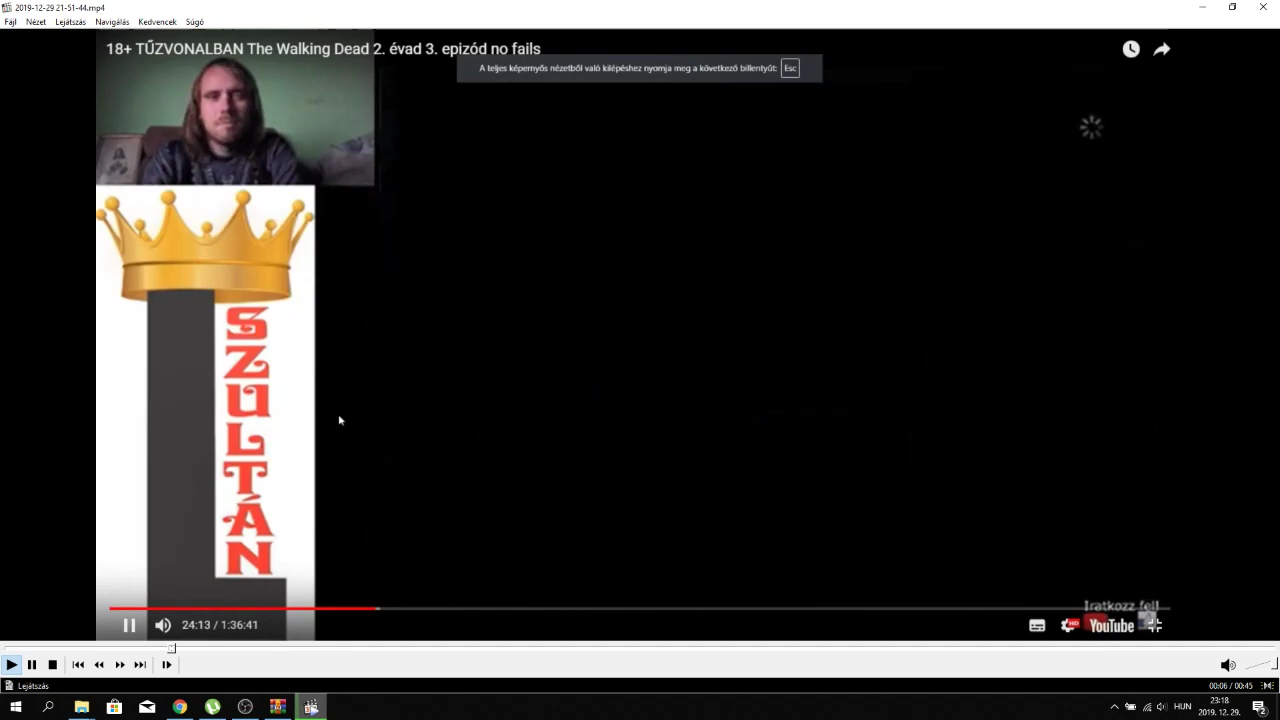 2019-12-29 21-51-44.mp4
Fájl Nézet Lejátszás Navigálás Kedvencek Súgó
18+ TŰZVONALBAN The Walking Dead 2. évad 3. epizód no fails
A teljes képernyős nézetből való kilépéshez nyomja meg a következő billentyűt: Esc
SZULTÁN
Iratkozz fel!
24:13 / 1:36:41
HD
YouTube
Lejátszás
00:06 / 00:45
HUN
23:18
2019. 12. 29.
2